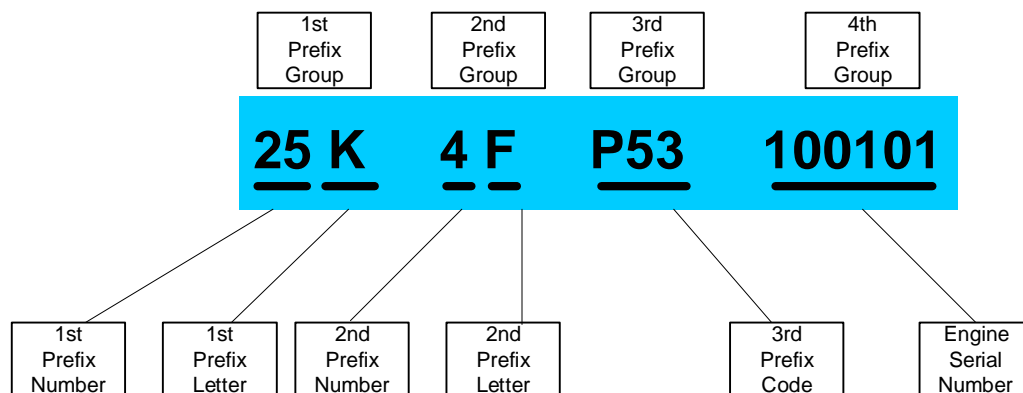 1st
Prefix
Group
2nd
Prefix
Group
3rd
Prefix
Group
4th
Prefix
Group
25 K 4 F P53 100101
1st
Prefix
Number
1st
Prefix
Letter
2nd
Prefix
Number
2nd
Prefix
Letter
3rd
Prefix
Code
Engine
Serial
Number